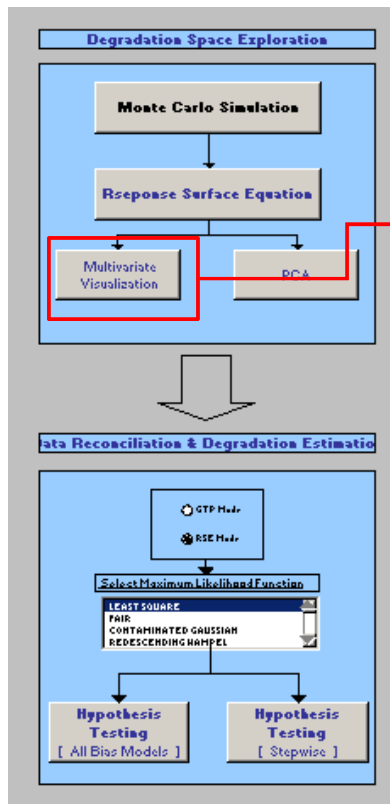 Degradation Space Exploration
Monte Carlo Simulation
Rseponse Surface Equation
Multivariate
Visualization
PCA
ata Reconciliation & Degradation Estimatio
GTP Mode
RSE Mode
Select Maximum Likelihood Function
LEAST SQUARE
FAIR
CONTAMINATED GAUSSIAN
REDESCENDING HAMPEL
Hypothesis
Testing
[ All Bias Models ]
Hypothesis
Testing
[ Stepwise ]